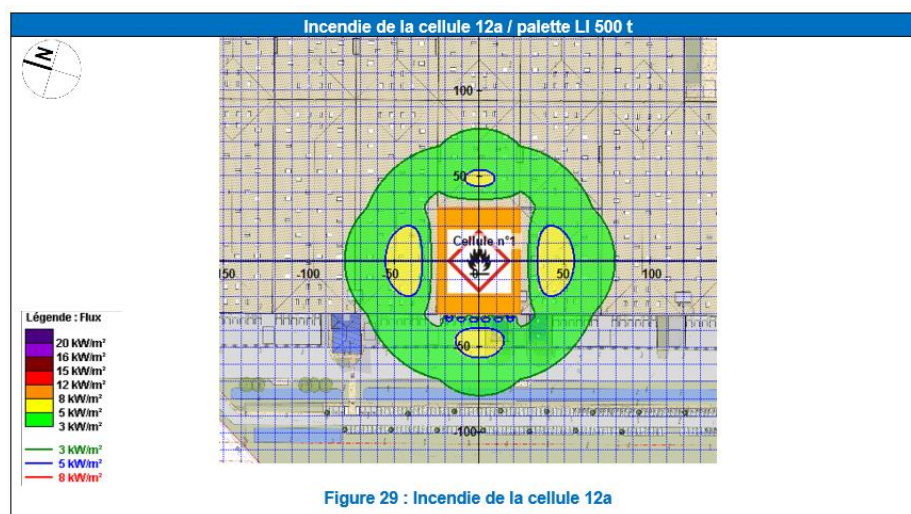 Incendie de la cellule 12a / palette LI 500 t
N
100
50
Cellule n°1
150
-100
-50
0
50
100
-50
-100
Légende : Flux
20 kW/m²
16 kW/m²
15 kW/m²
12 kW/m²
8 kW/m²
5 kW/m²
3 kW/m²
3 kW/m²
5 kW/m²
8 kW/m²
Figure 29 : Incendie de la cellule 12a